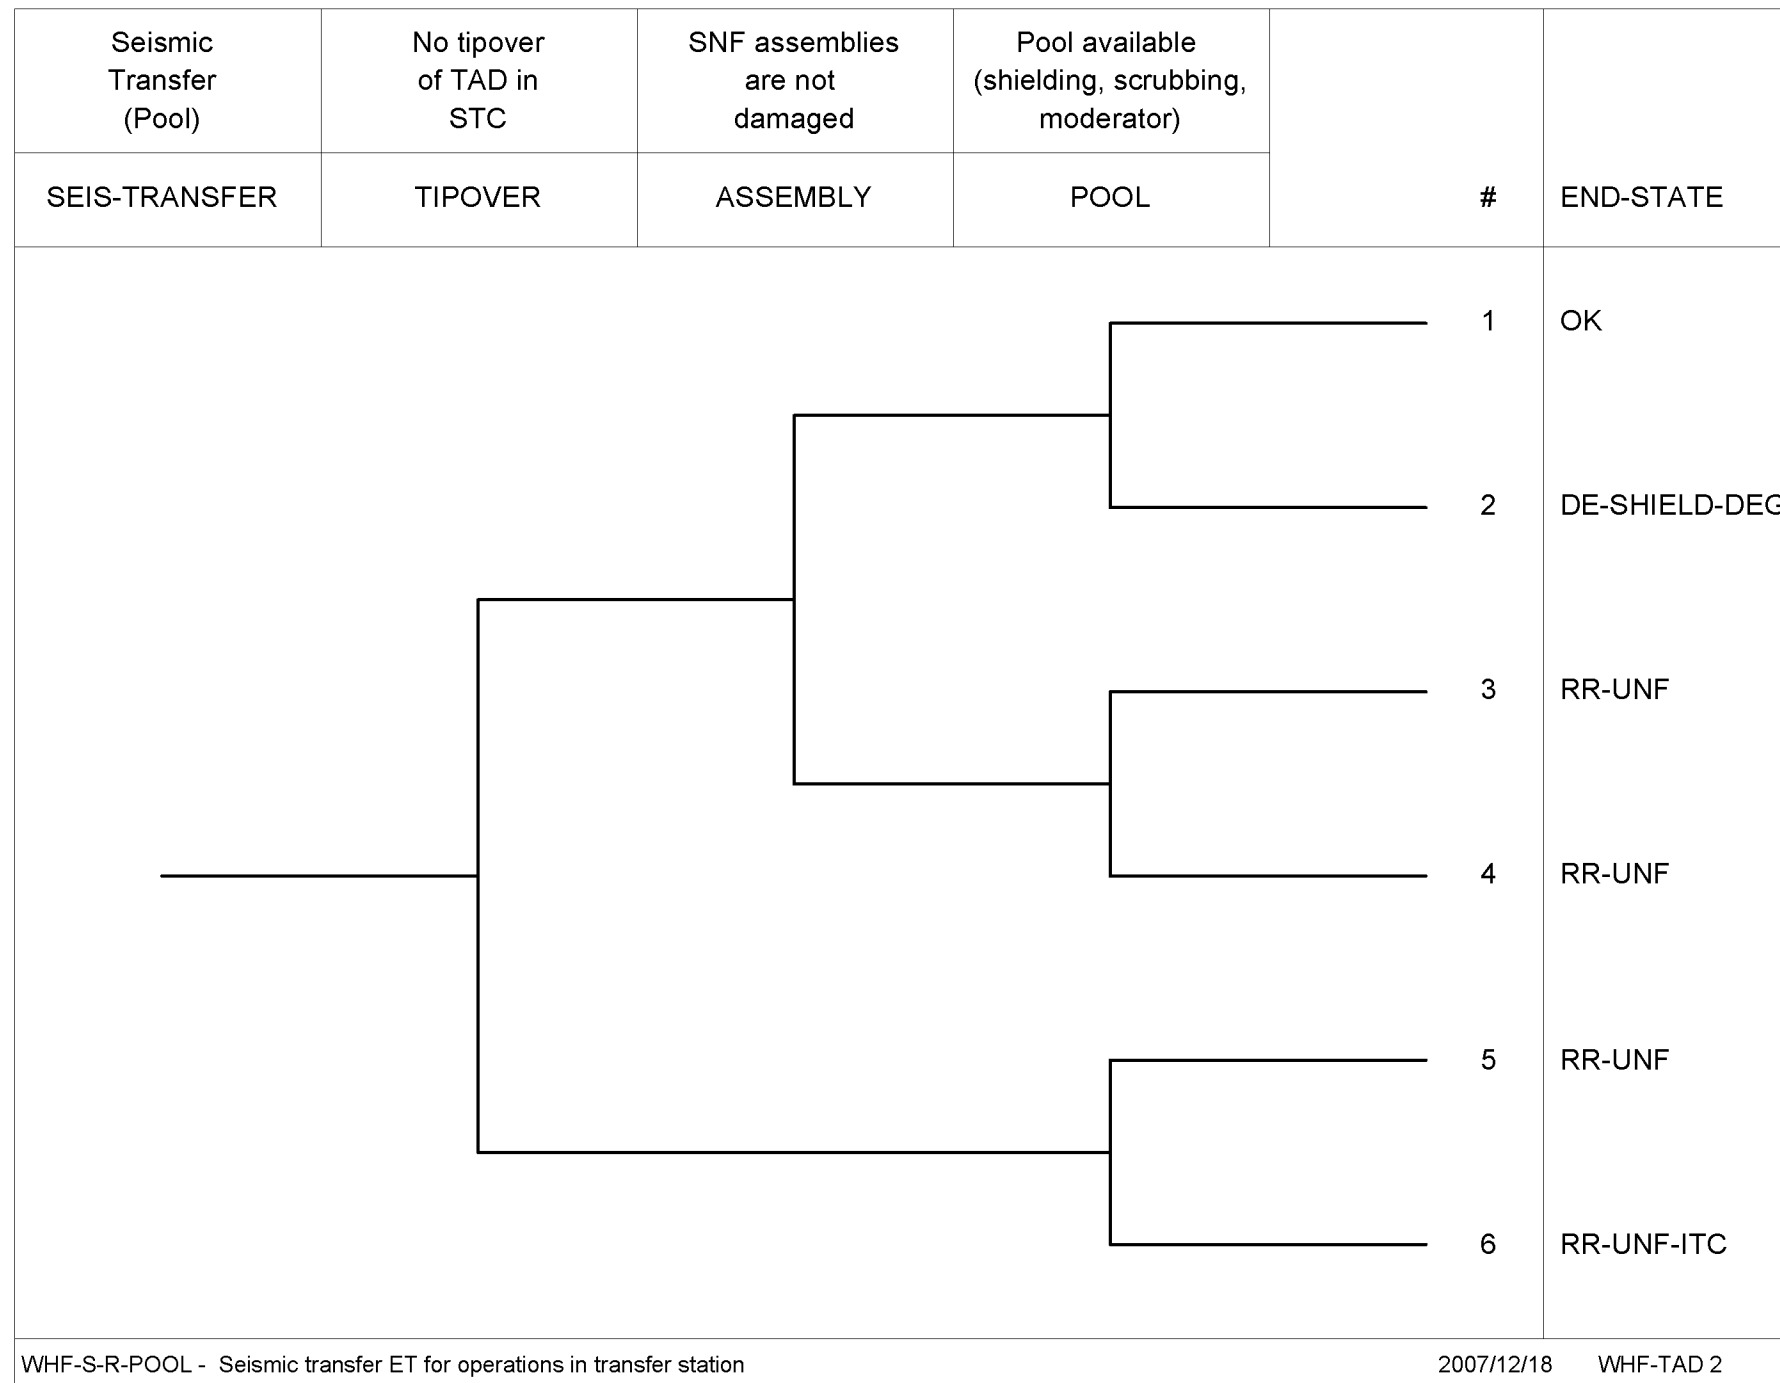 Seismic
Transfer
(Pool)
No tipover
of TAD in
STC
SNF assemblies
are not
damaged
Pool available
(shielding, scrubbing,
moderator)
SEIS-TRANSFER TIPOVER ASSEMBLY POOL # END-STATE
1 OK
2 DE-SHIELD-DEG
3 RR-UNF
4 RR-UNF
5 RR-UNF
6 RR-UNF-ITC
WHF-S-R-POOL - Seismic transfer ET for operations in transfer station 2007/12/18 WHF-TAD 2